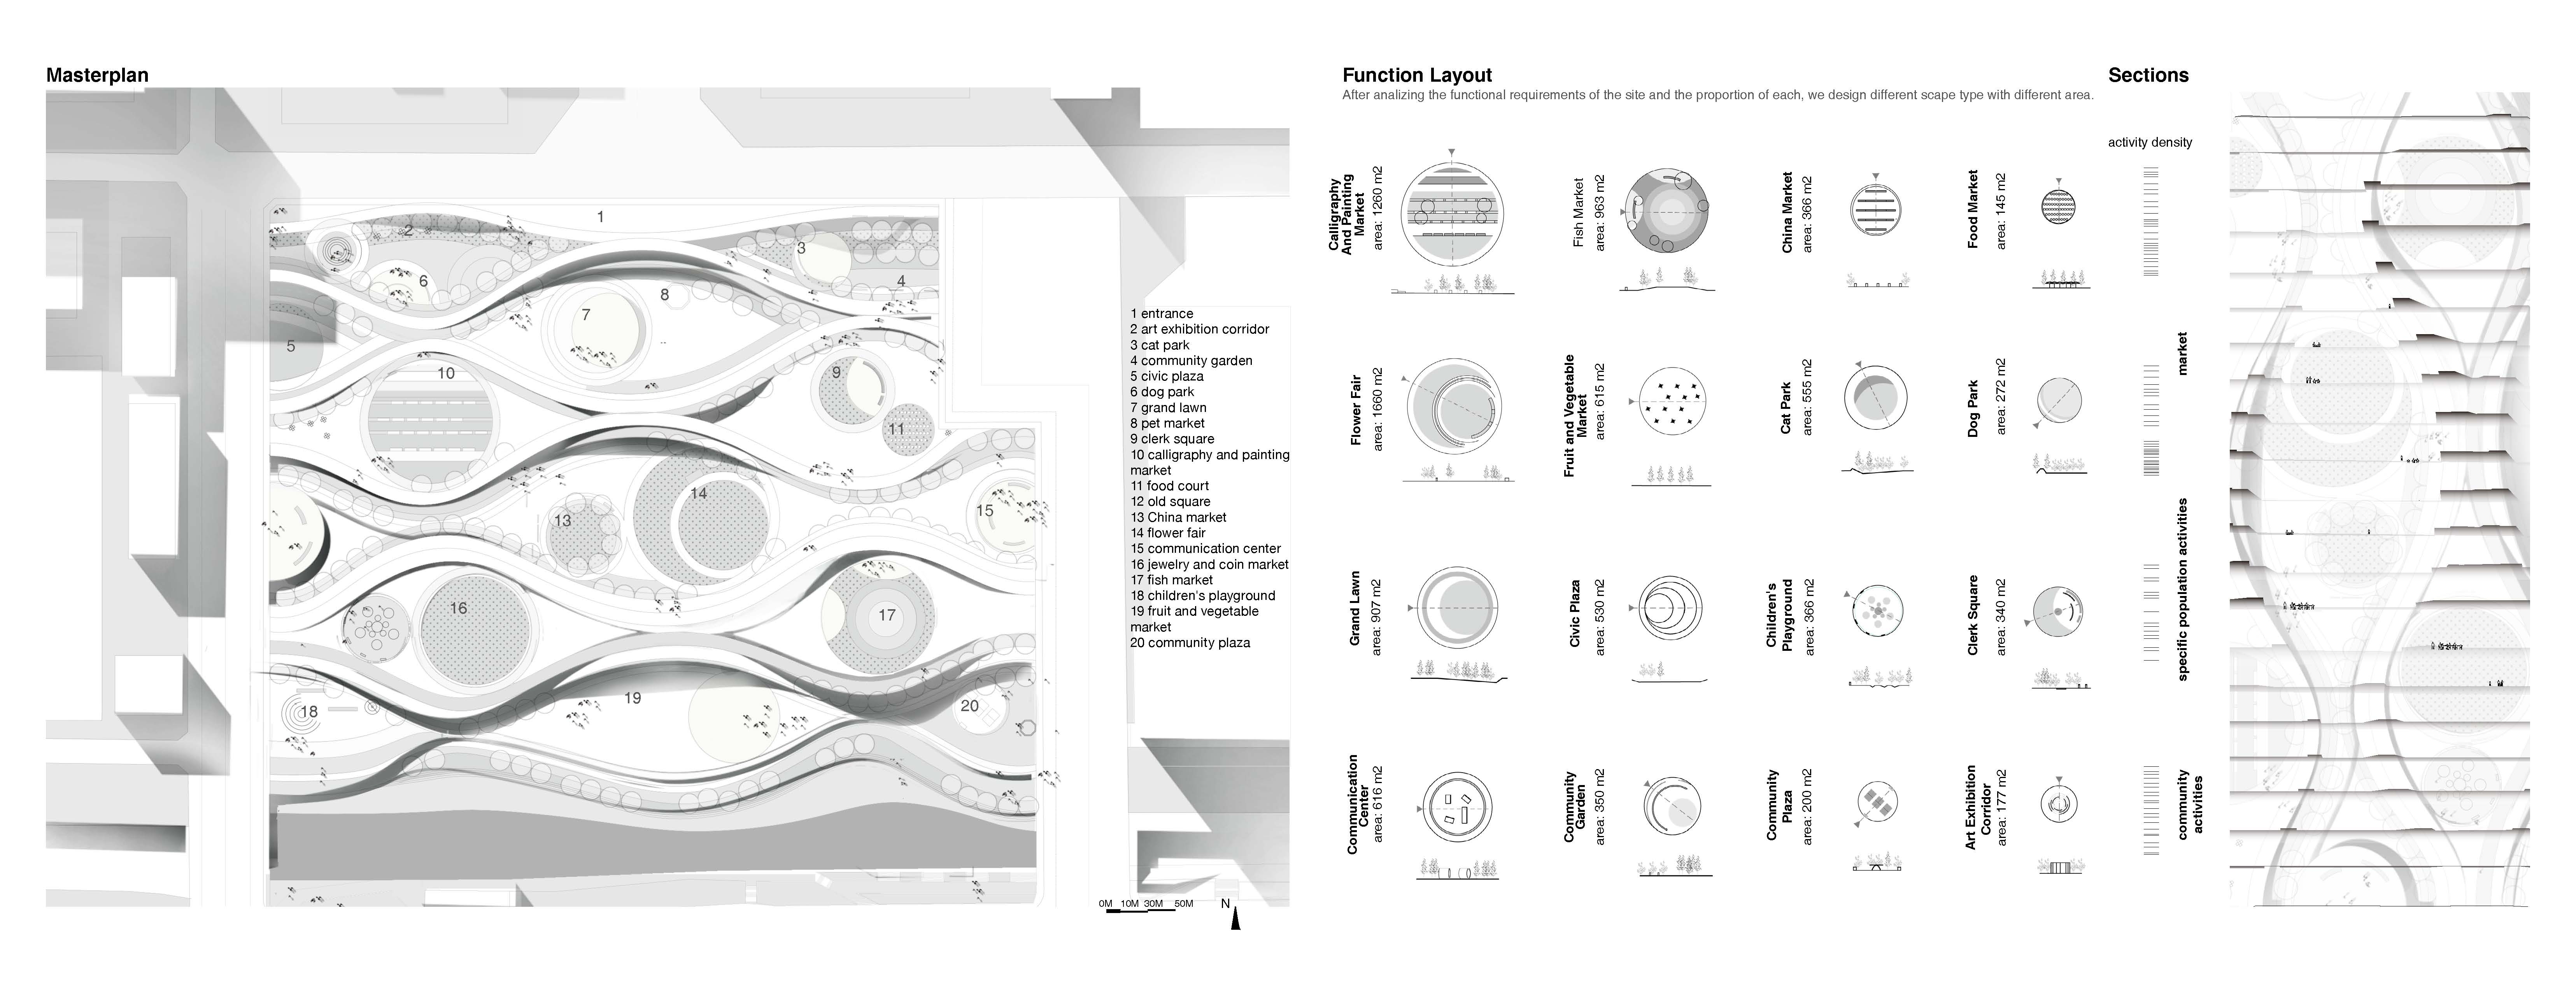 Masterplan
1
2
3
4
5
6
7
8
9
10
11
13
14
15
16
17
18
19
20
1 entrance
2 art exhibition corridor
3 cat park
4 community garden
5 civic plaza
6 dog park
7 grand lawn
8 pet market
9 clerk square
10 calligraphy and painting
market
11 food court
12 old square
13 China market
14 flower fair
15 communication center
16 jewelry and coin market
17 fish market
18 children's playground
19 fruit and vegetable
market
20 community plaza
0M 10M 30M 50M
N
Function Layout
After analizing the functional requirements of the site and the proportion of each, we design different scape type with different area.
Calligraphy
And Painting
Market
area: 1260 m2
Fish Market
area: 963 m2
China Market
area: 366 m2
Food Market
area: 145 m2
Flower Fair
area: 1660 m2
Fruit and Vegetable
Market
area: 615 m2
Cat Park
area: 555 m2
Dog Park
area: 272 m2
Grand Lawn
area: 907 m2
Civic Plaza
area: 530 m2
Children's
Playground
area: 366 m2
Clerk Square
area: 340 m2
Communication
Center
area: 616 m2
Community
Garden
area: 350 m2
Community
Plaza
area: 200 m2
Art Exhibition
Corridor
area: 177 m2
Sections
activity density
market
specific population activities
community
activities